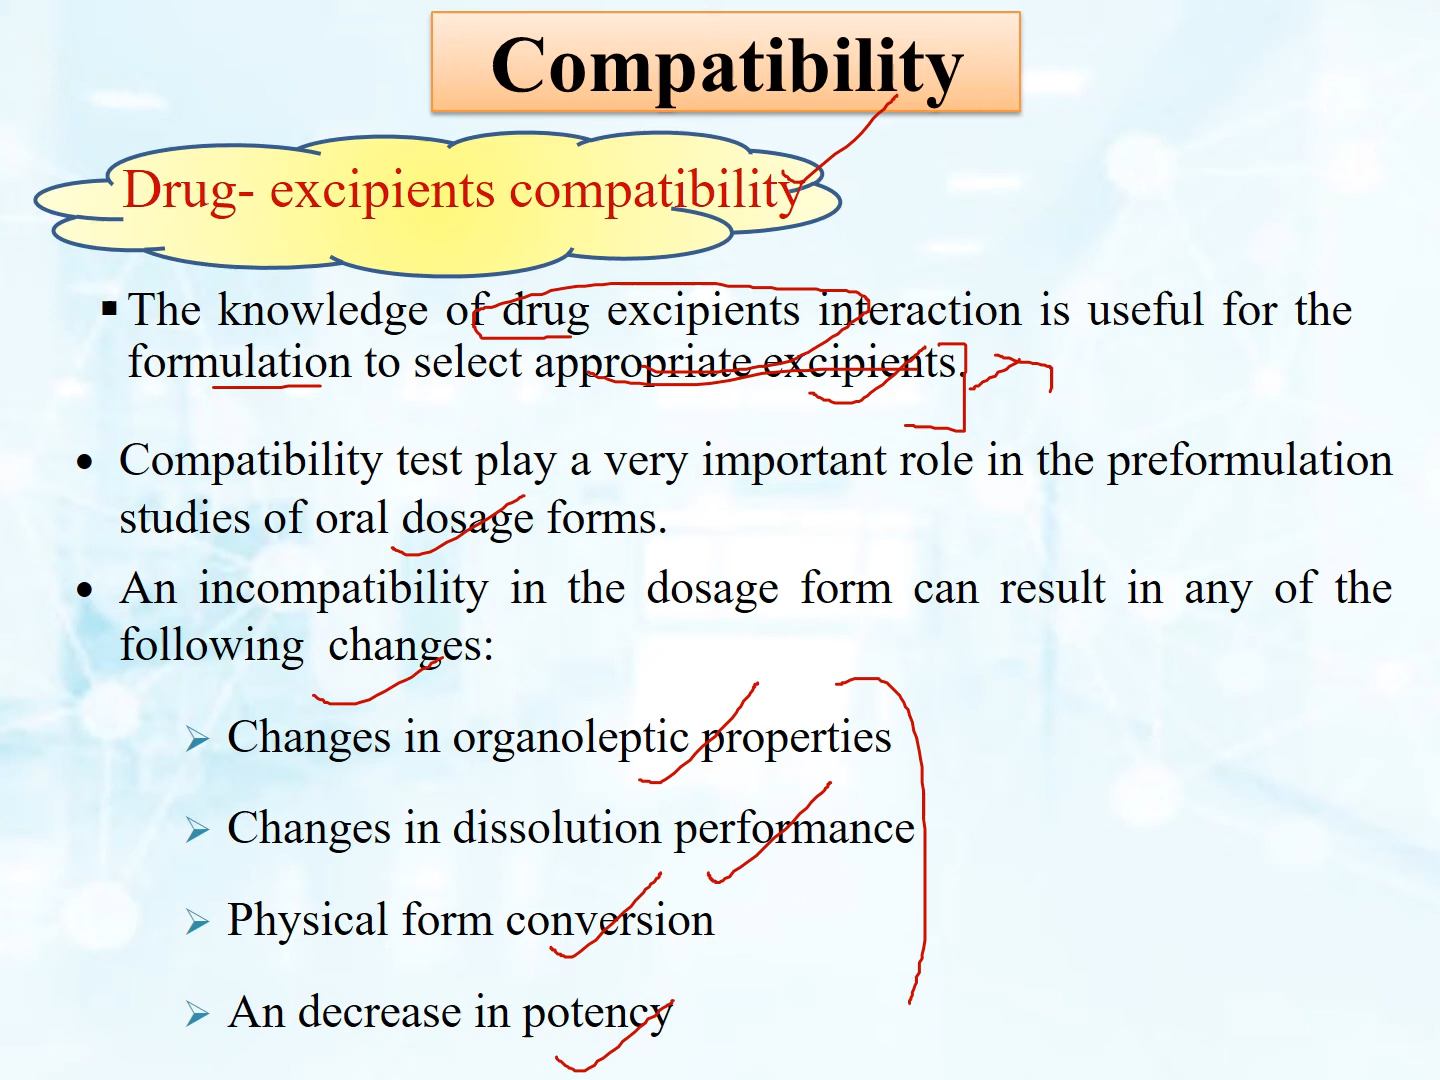 Compatibility
Drug- excipients compatibility
▪ The knowledge of drug excipients interaction is useful for the
formulation to select appropriate excipients.
• Compatibility test play a very important role in the preformulation
studies of oral dosage forms.
• An incompatibility in the dosage form can result in any of the
following changes:
➢ Changes in organoleptic properties
➢ Changes in dissolution performance
➢ Physical form conversion
➢ An decrease in potency